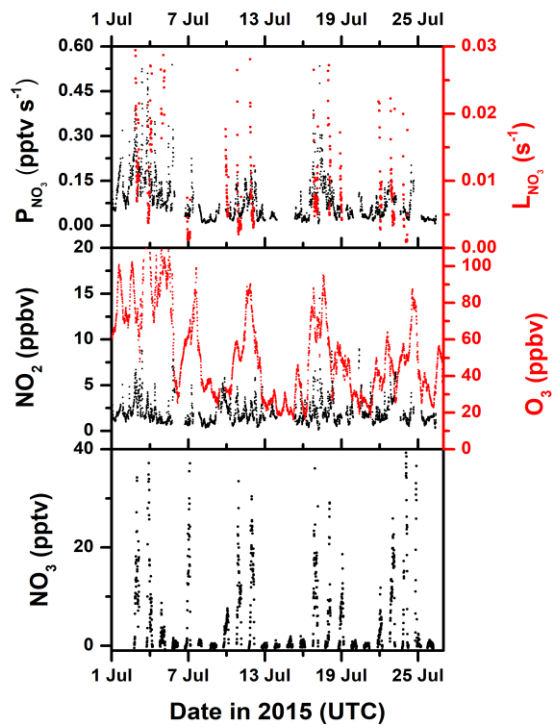 1 Jul 7 Jul 13 Jul 19 Jul 25 Jul
0.60
0.45
0.30
0.15
0.00
P_NO₃ (pptv s⁻¹)
0.03
0.02
0.01
0.00
L_NO₃ (s⁻¹)
20
15
10
5
0
NO₂ (ppbv)
100
80
60
40
20
0
O₃ (ppbv)
40
20
0
NO₃ (pptv)
1 Jul 7 Jul 13 Jul 19 Jul 25 Jul
Date in 2015 (UTC)